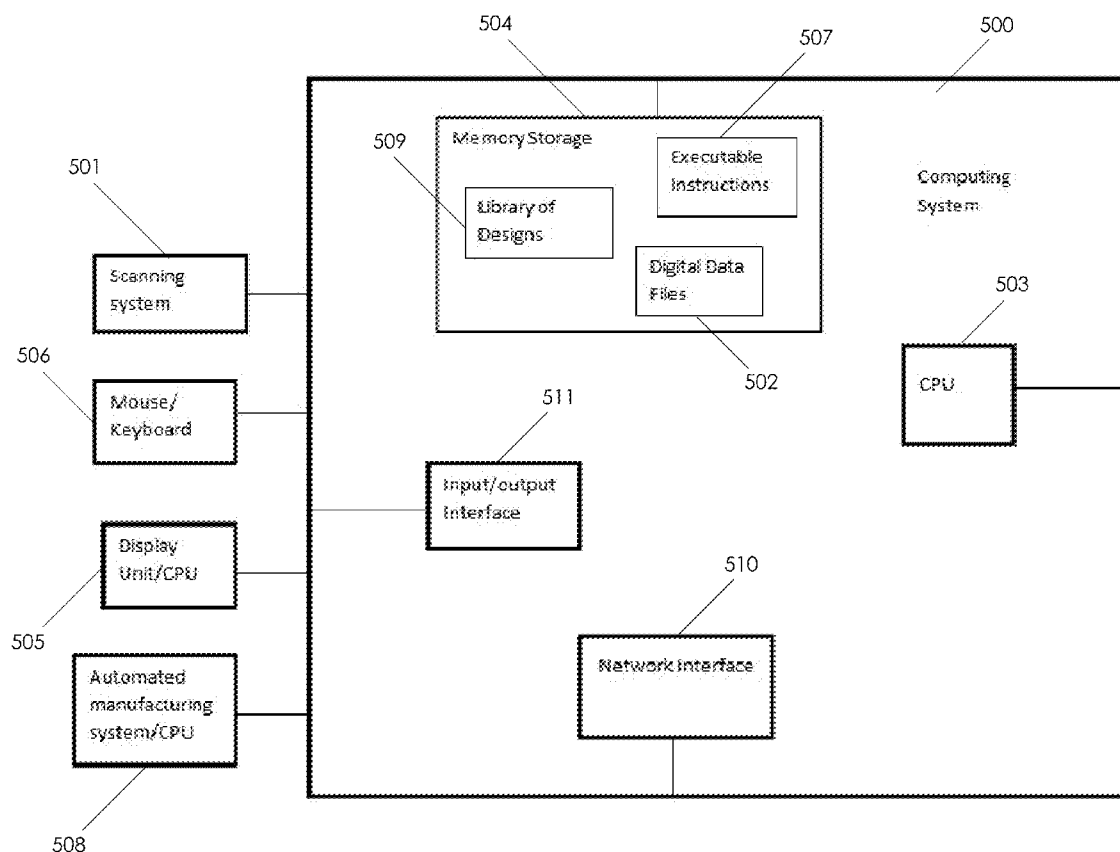 504
507
500
Memory Storage
509
Executable
Instructions
501
Library of
Designs
Computing
System
Scanning
system
Digital Data
Files
503
506
502
CPU
Mouse/
Keyboard
511
Input/output
Interface
Display
Unit/CPU
510
505
Network Interface
Automated
manufacturing
system/CPU
508